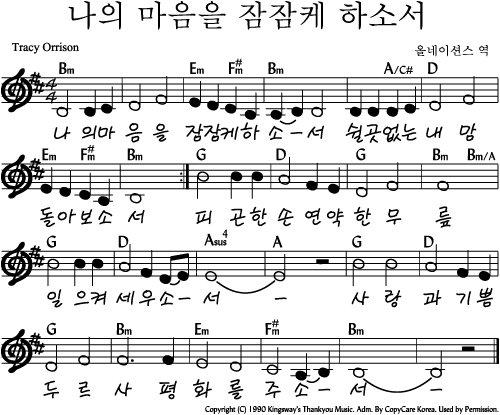 나의 마음을 잠잠케 하소서
Tracy Orrison
올네이션스 역
Bm Em F#m Bm A/C# D
4/4
나 의마 음 을 잠잠케하 소-서 쉴곳없는 내 맘
Em F#m Bm G D G Bm Bm/A
돌아보소 서 피 곤한 손 연약 한 무 릎
G D Asus4 A G D
일 으켜 세우소- 서 - 사 랑 과 기쁨
G Bm G Bm Em F#m Bm
두 르 사 평 화 를 주 소- 서 -
Copyright (C) 1990 Kingsway's Thankyou Music. Adm. By CopyCare Korea. Used by Permission.